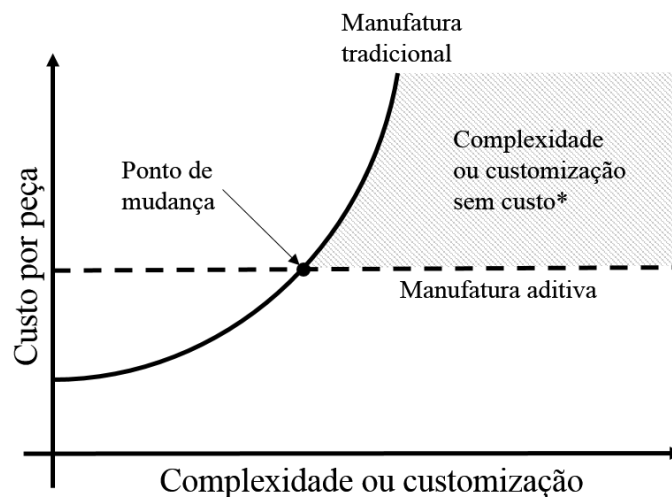 Manufatura
tradicional
Complexidade
ou customização
sem custo*
Ponto de
mudança
Custo por peça
Manufatura aditiva
Complexidade ou customização